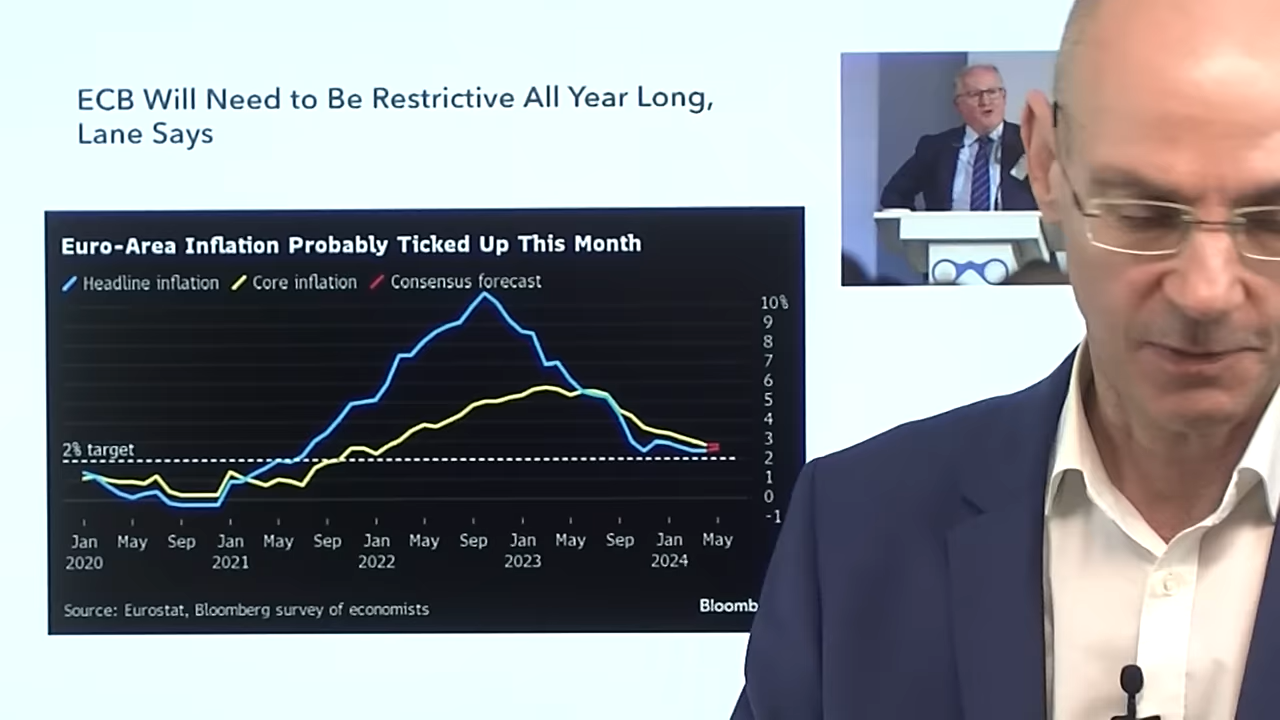 ECB Will Need to Be Restrictive All Year Long,
Lane Says
Euro-Area Inflation Probably Ticked Up This Month
Headline inflation Core inflation Consensus forecast
10%
9
8
7
6
5
4
3
2% target
2
1
0
-1
Jan May Sep Jan May Sep Jan May Sep Jan May Sep Jan May
2020 2021 2022 2023 2024
Source: Eurostat, Bloomberg survey of economists
Bloomb